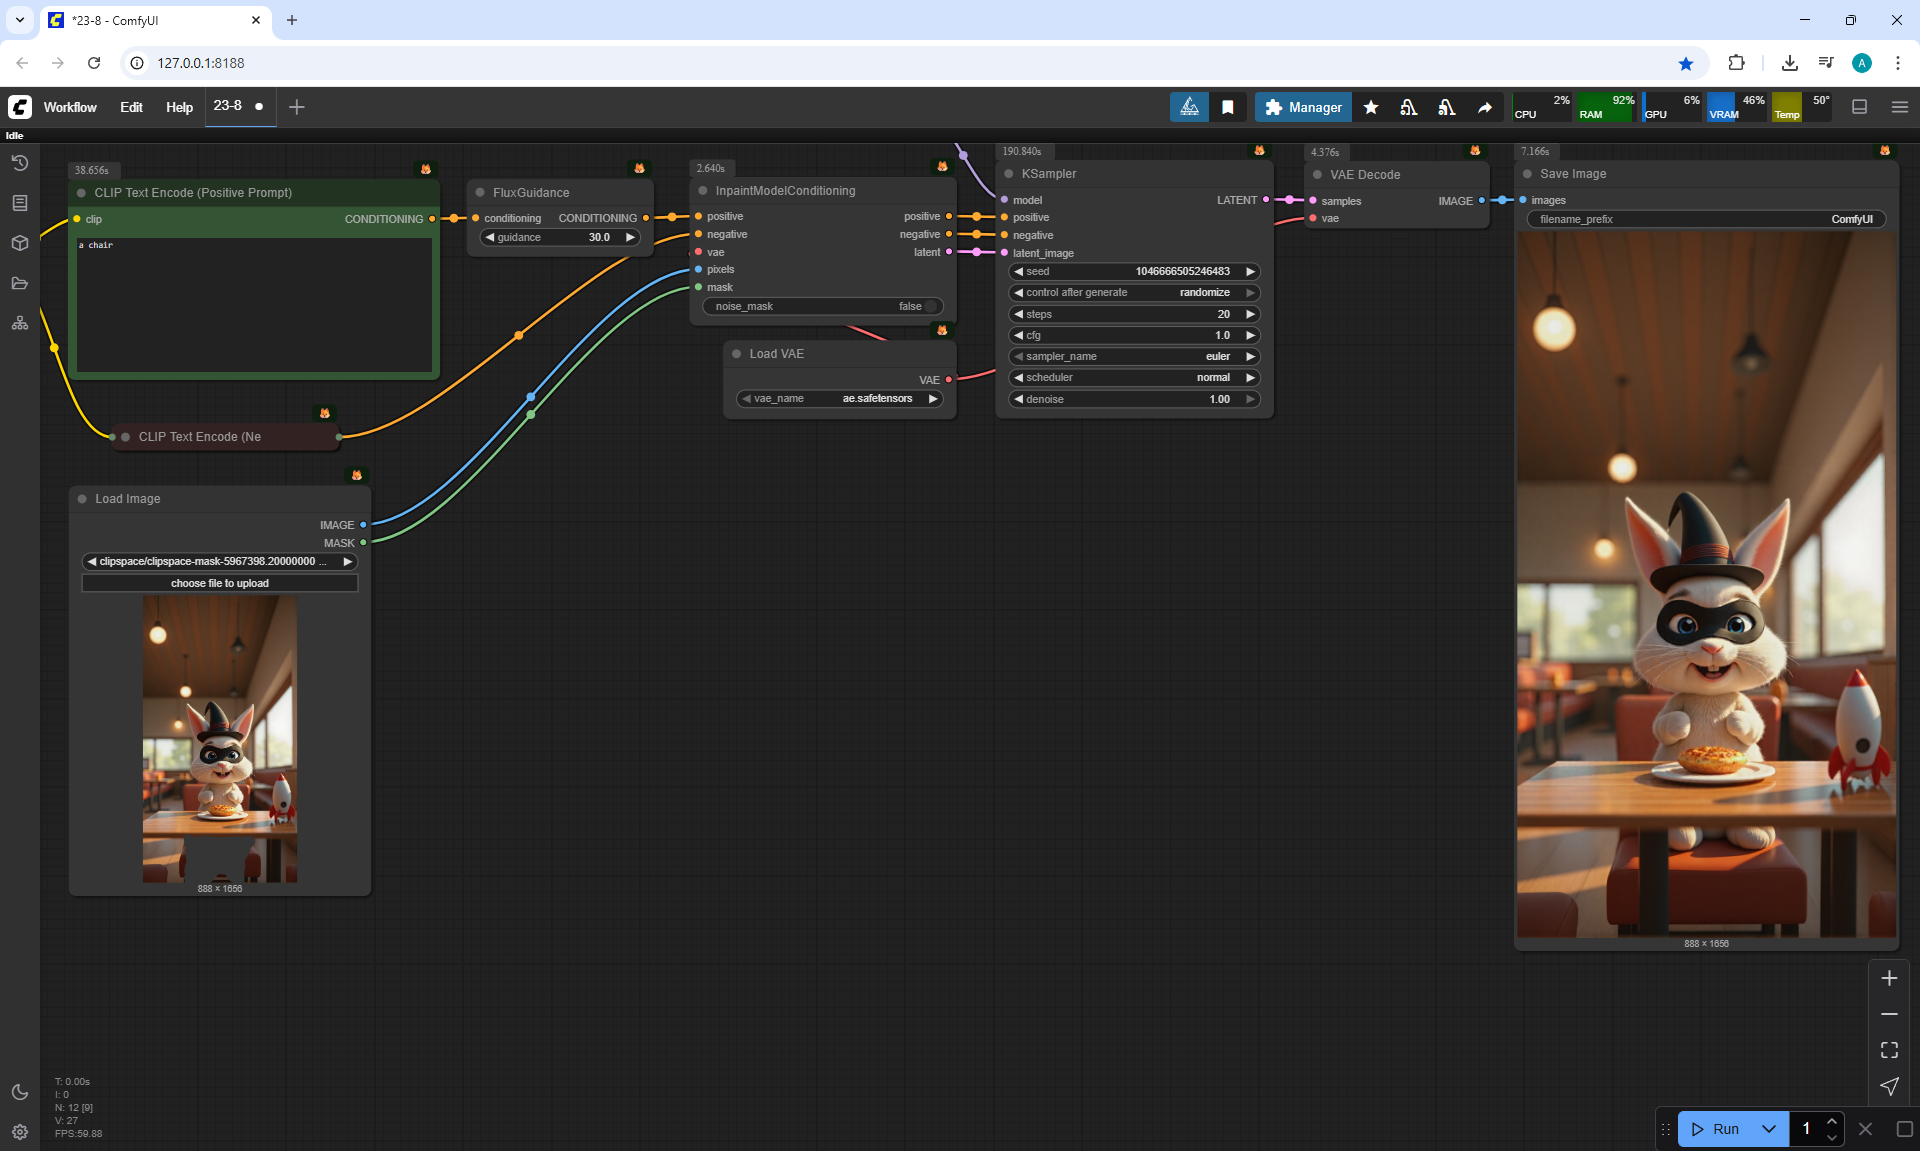 *23-8 - ComfyUI
127.0.0.1:8188
A
Workflow Edit Help 23-8
Manager
CPU 2%
RAM 92%
GPU 6%
VRAM 46%
Temp 50°
Idle
38.656s
CLIP Text Encode (Positive Prompt)
clip CONDITIONING
a chair
FluxGuidance
conditioning CONDITIONING
guidance 30.0
2.640s
InpaintModelConditioning
positive positive
negative negative
vae latent
pixels
mask
noise_mask false
Load VAE
VAE
vae_name ae.safetensors
190.840s
KSampler
model LATENT
positive
negative
latent_image
seed 1046666505246483
control after generate randomize
steps 20
cfg 1.0
sampler_name euler
scheduler normal
denoise 1.00
4.376s
VAE Decode
samples IMAGE
vae
7.166s
Save Image
images
filename_prefix ComfyUI
888 × 1656
CLIP Text Encode (Ne
Load Image
IMAGE
MASK
clipspace/clipspace-mask-5967398.20000000 ...
choose file to upload
888 × 1656
T: 0.00s
I: 0
N: 12 [9]
V: 27
FPS:59.88
Run 1